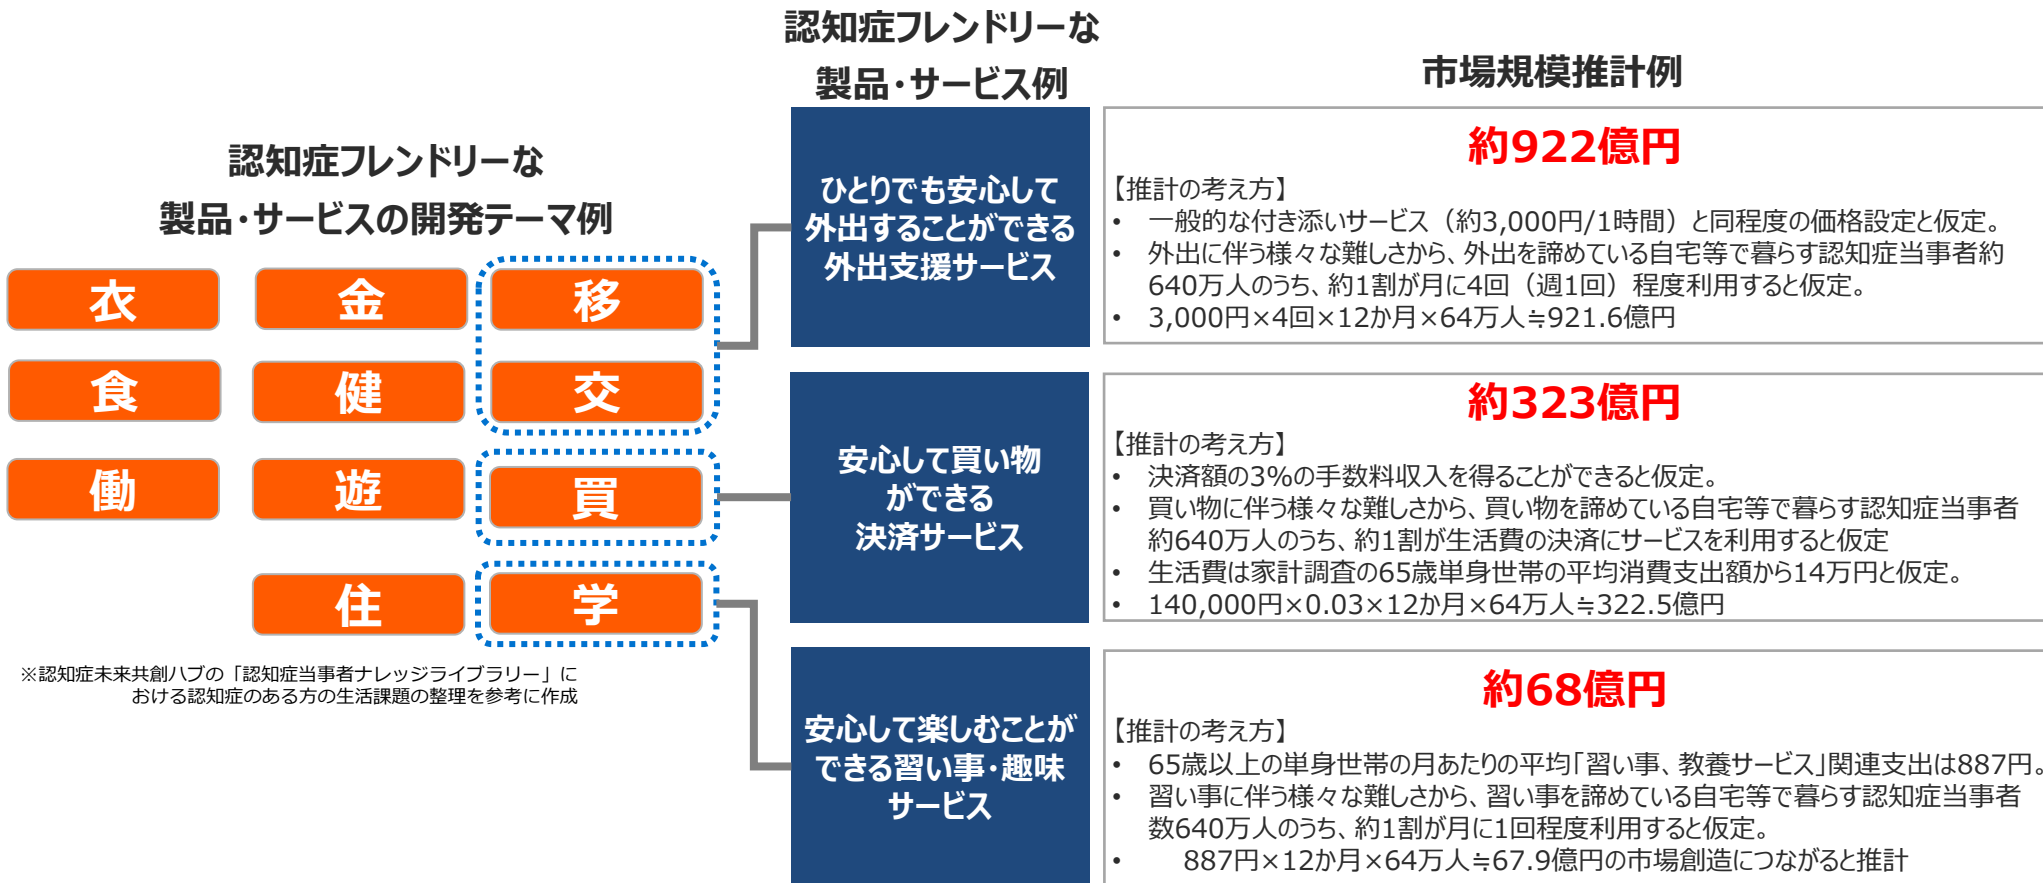 認知症フレンドリーな
製品・サービスの開発テーマ例
衣
金
移
食
健
交
働
遊
買
住
学
※認知症未来共創ハブの「認知症当事者ナレッジライブラリー」に
おける認知症のある方の生活課題の整理を参考に作成
認知症フレンドリーな
製品・サービス例
市場規模推計例
ひとりでも安心して
外出することができる
外出支援サービス
約922億円
【推計の考え方】
• 一般的な付き添いサービス（約3,000円/1時間）と同程度の価格設定と仮定。
• 外出に伴う様々な難しさから、外出を諦めている自宅等で暮らす認知症当事者約
640万人のうち、約1割が月に4回（週1回）程度利用すると仮定。
• 3,000円×4回×12か月×64万人≒921.6億円
安心して買い物
ができる
決済サービス
約323億円
【推計の考え方】
• 決済額の3%の手数料収入を得ることができると仮定。
• 買い物に伴う様々な難しさから、買い物を諦めている自宅等で暮らす認知症当事者
約640万人のうち、約1割が生活費の決済にサービスを利用すると仮定
• 生活費は家計調査の65歳単身世帯の平均消費支出額から14万円と仮定。
• 140,000円×0.03×12か月×64万人≒322.5億円
安心して楽しむことが
できる習い事・趣味
サービス
約68億円
【推計の考え方】
• 65歳以上の単身世帯の月あたりの平均「習い事、教養サービス」関連支出は887円。
• 習い事に伴う様々な難しさから、習い事を諦めている自宅等で暮らす認知症当事者
数640万人のうち、約1割が月に1回程度利用すると仮定。
• 887円×12か月×64万人≒67.9億円の市場創造につながると推計